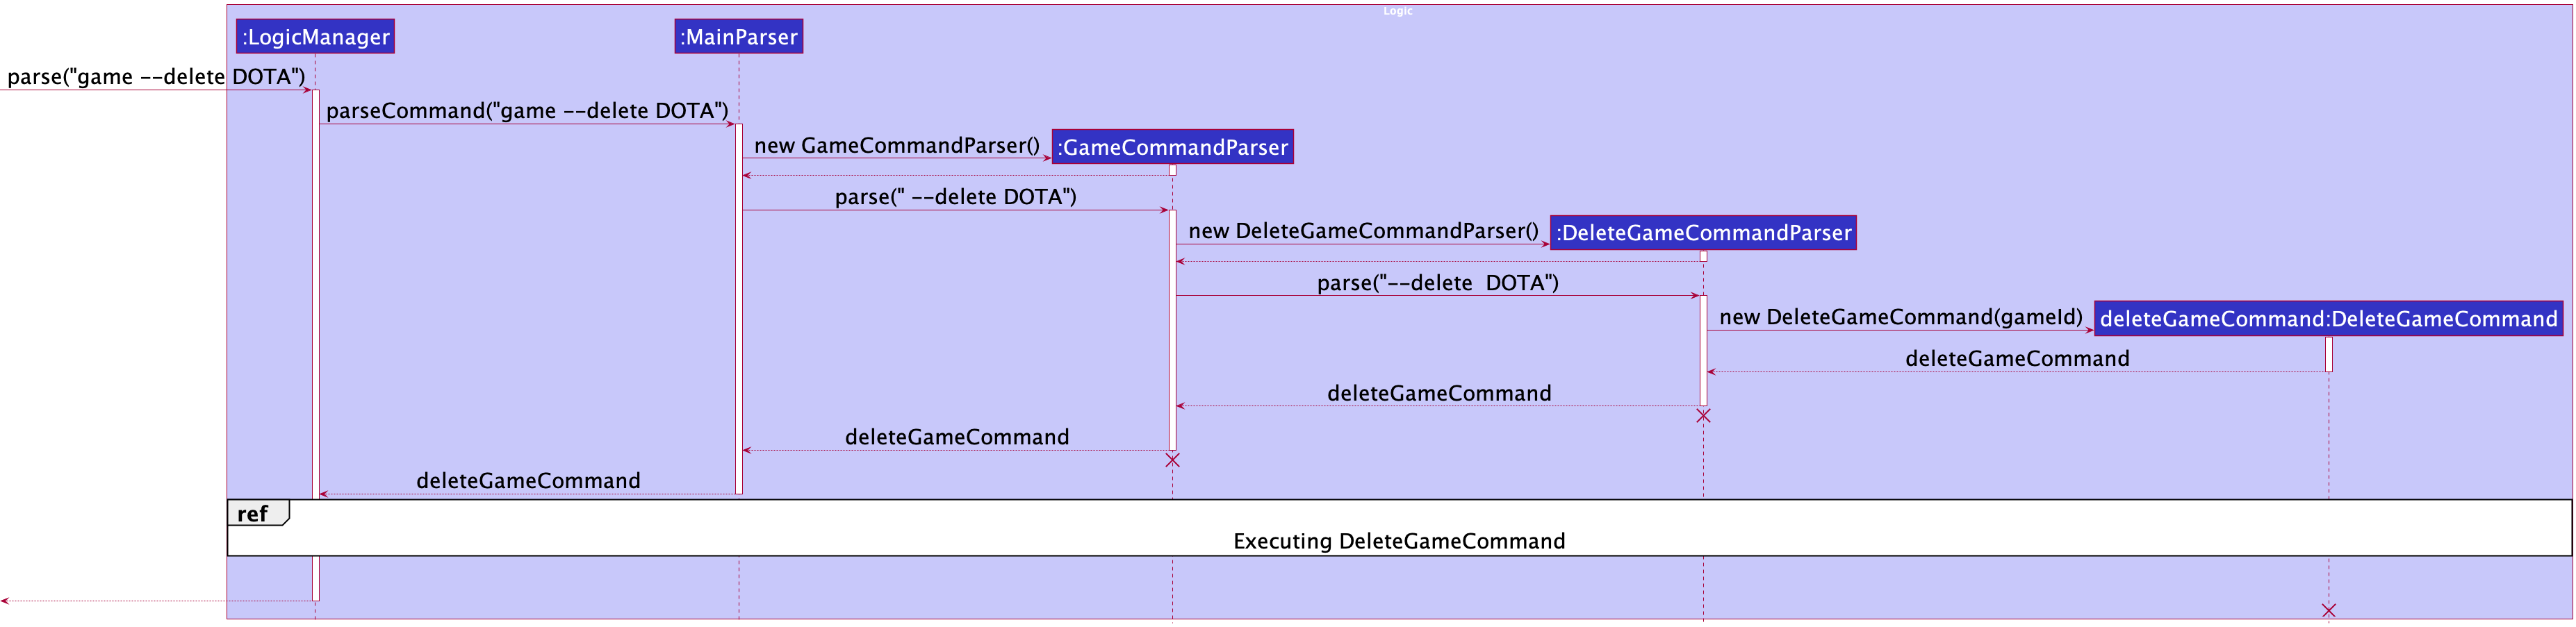 Logic
:LogicManager
:MainParser
parse("game --delete DOTA")
parseCommand("game --delete DOTA")
new GameCommandParser()
:GameCommandParser
parse(" --delete DOTA")
new DeleteGameCommandParser()
:DeleteGameCommandParser
parse("--delete  DOTA")
new DeleteGameCommand(gameId)
deleteGameCommand:DeleteGameCommand
deleteGameCommand
deleteGameCommand
deleteGameCommand
deleteGameCommand
ref
Executing DeleteGameCommand